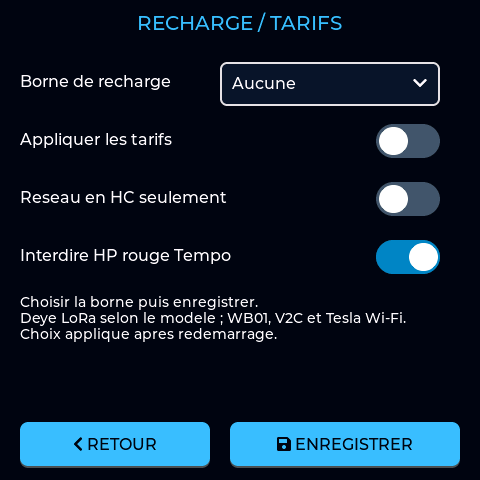 RECHARGE / TARIFS
Borne de recharge
Aucune
Appliquer les tarifs
Reseau en HC seulement
Interdire HP rouge Tempo
Choisir la borne puis enregistrer.
Deye LoRa selon le modele ; WB01, V2C et Tesla Wi-Fi.
Choix applique apres redemarrage.
RETOUR
ENREGISTRER